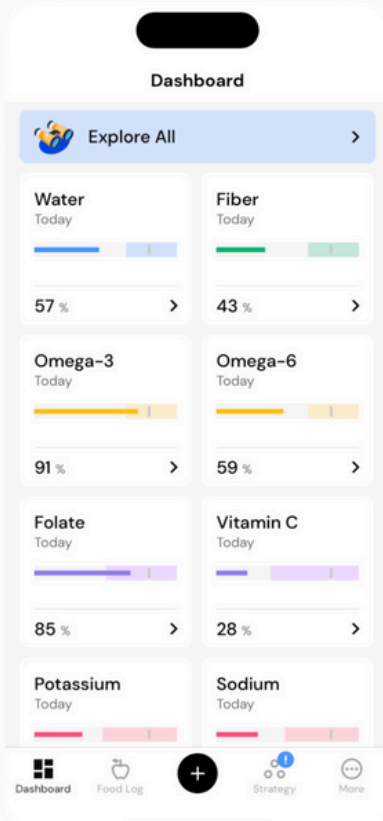 Dashboard
Explore All
Water
Today
57 %
Fiber
Today
43 %
Omega-3
Today
91 %
Omega-6
Today
59 %
Folate
Today
85 %
Vitamin C
Today
28 %
Potassium
Today
Sodium
Today
Dashboard
Food Log
+
!
Strategy
More